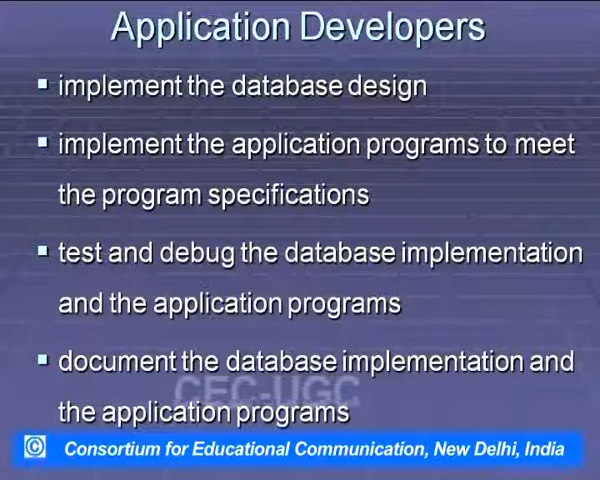 Application Developers
▪ implement the database design
▪ implement the application programs to meet
the program specifications
▪ test and debug the database implementation
and the application programs
▪ document the database implementation and
CEC-UGC
the application programs
© Consortium for Educational Communication, New Delhi, India